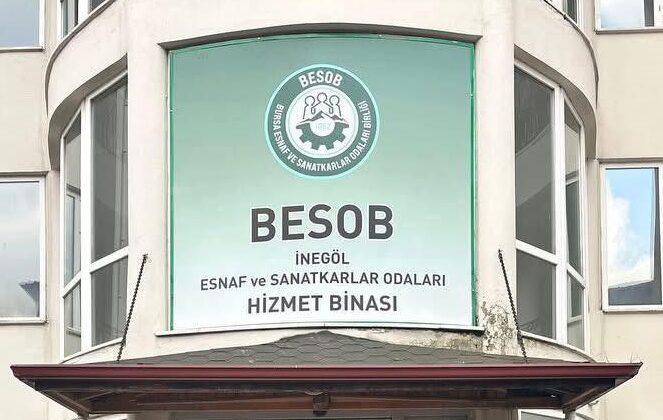 BESOB
BURSA ESNAF VE SANATKARLAR ODALARI BİRLİĞİ
BESOB
İNEGÖL
ESNAF ve SANATKARLAR ODALARI
HİZMET BİNASI